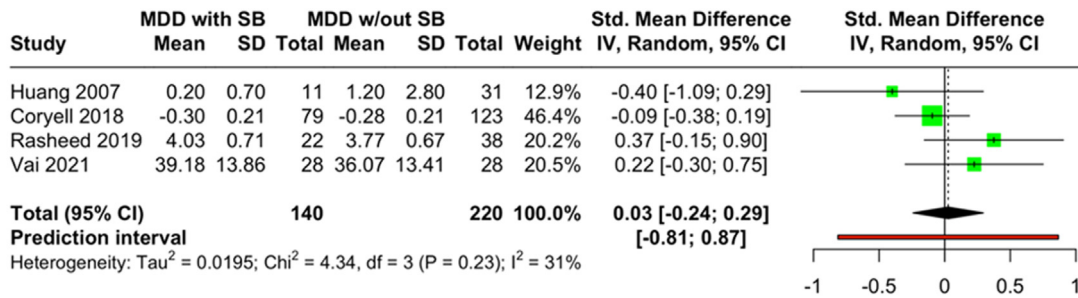 MDD with SB MDD w/out SB Std. Mean Difference Std. Mean Difference
Study Mean SD Total Mean SD Total Weight IV, Random, 95% CI IV, Random, 95% CI
Huang 2007 0.20 0.70 11 1.20 2.80 31 12.9% -0.40 [-1.09; 0.29]
Coryell 2018 -0.30 0.21 79 -0.28 0.21 123 46.4% -0.09 [-0.38; 0.19]
Rasheed 2019 4.03 0.71 22 3.77 0.67 38 20.2% 0.37 [-0.15; 0.90]
Vai 2021 39.18 13.86 28 36.07 13.41 28 20.5% 0.22 [-0.30; 0.75]
Total (95% CI) 140 220 100.0% 0.03 [-0.24; 0.29]
Prediction interval [-0.81; 0.87]
Heterogeneity: Tau² = 0.0195; Chi² = 4.34, df = 3 (P = 0.23); I² = 31%
-1 -0.5 0 0.5 1